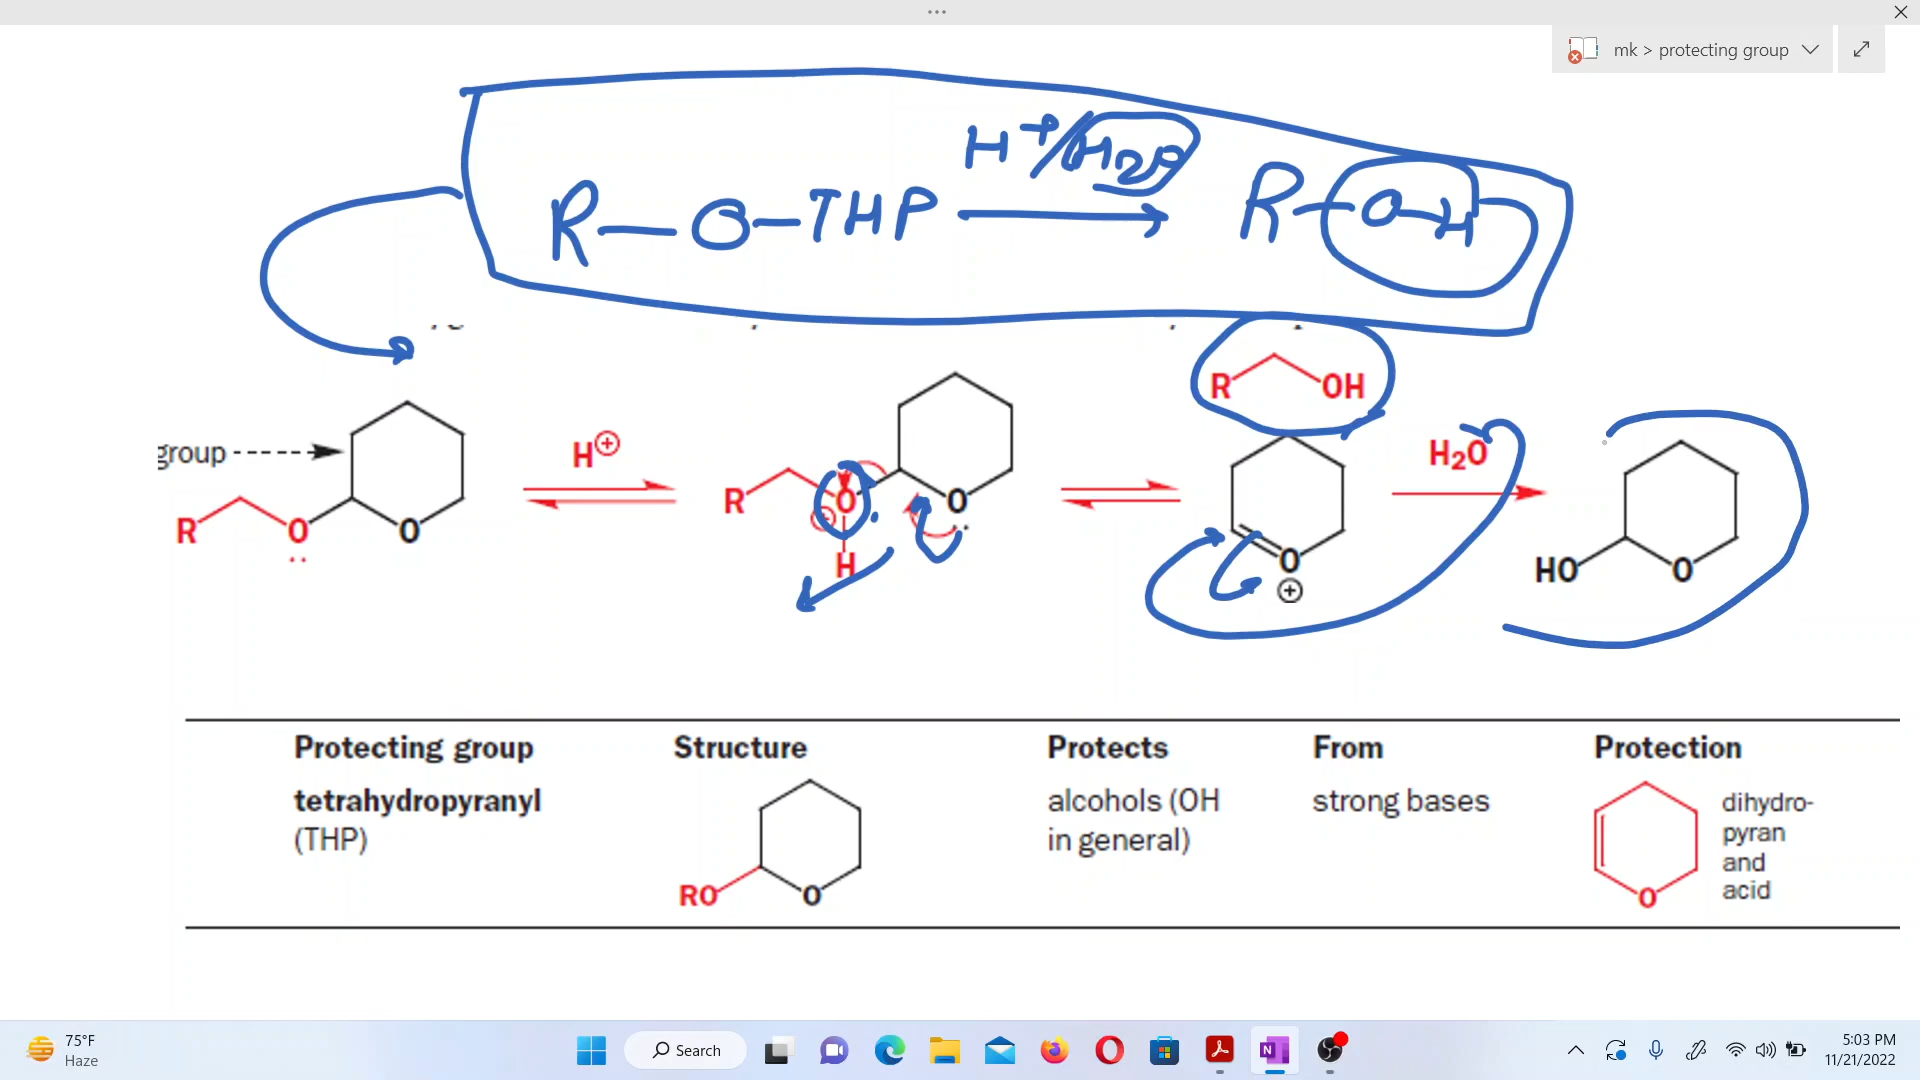 mk > protecting group
H+/H2O
R-O-THP → R-O-H
R OH
group
H⊕
H2O
R O O
R O ⊕ H O
O ⊕
HO O
Protecting group Structure Protects From Protection
tetrahydropyranyl alcohols (OH strong bases dihydro-
(THP) in general) pyran
and
RO O O acid
75°F
Haze
Search
5:03 PM
11/21/2022